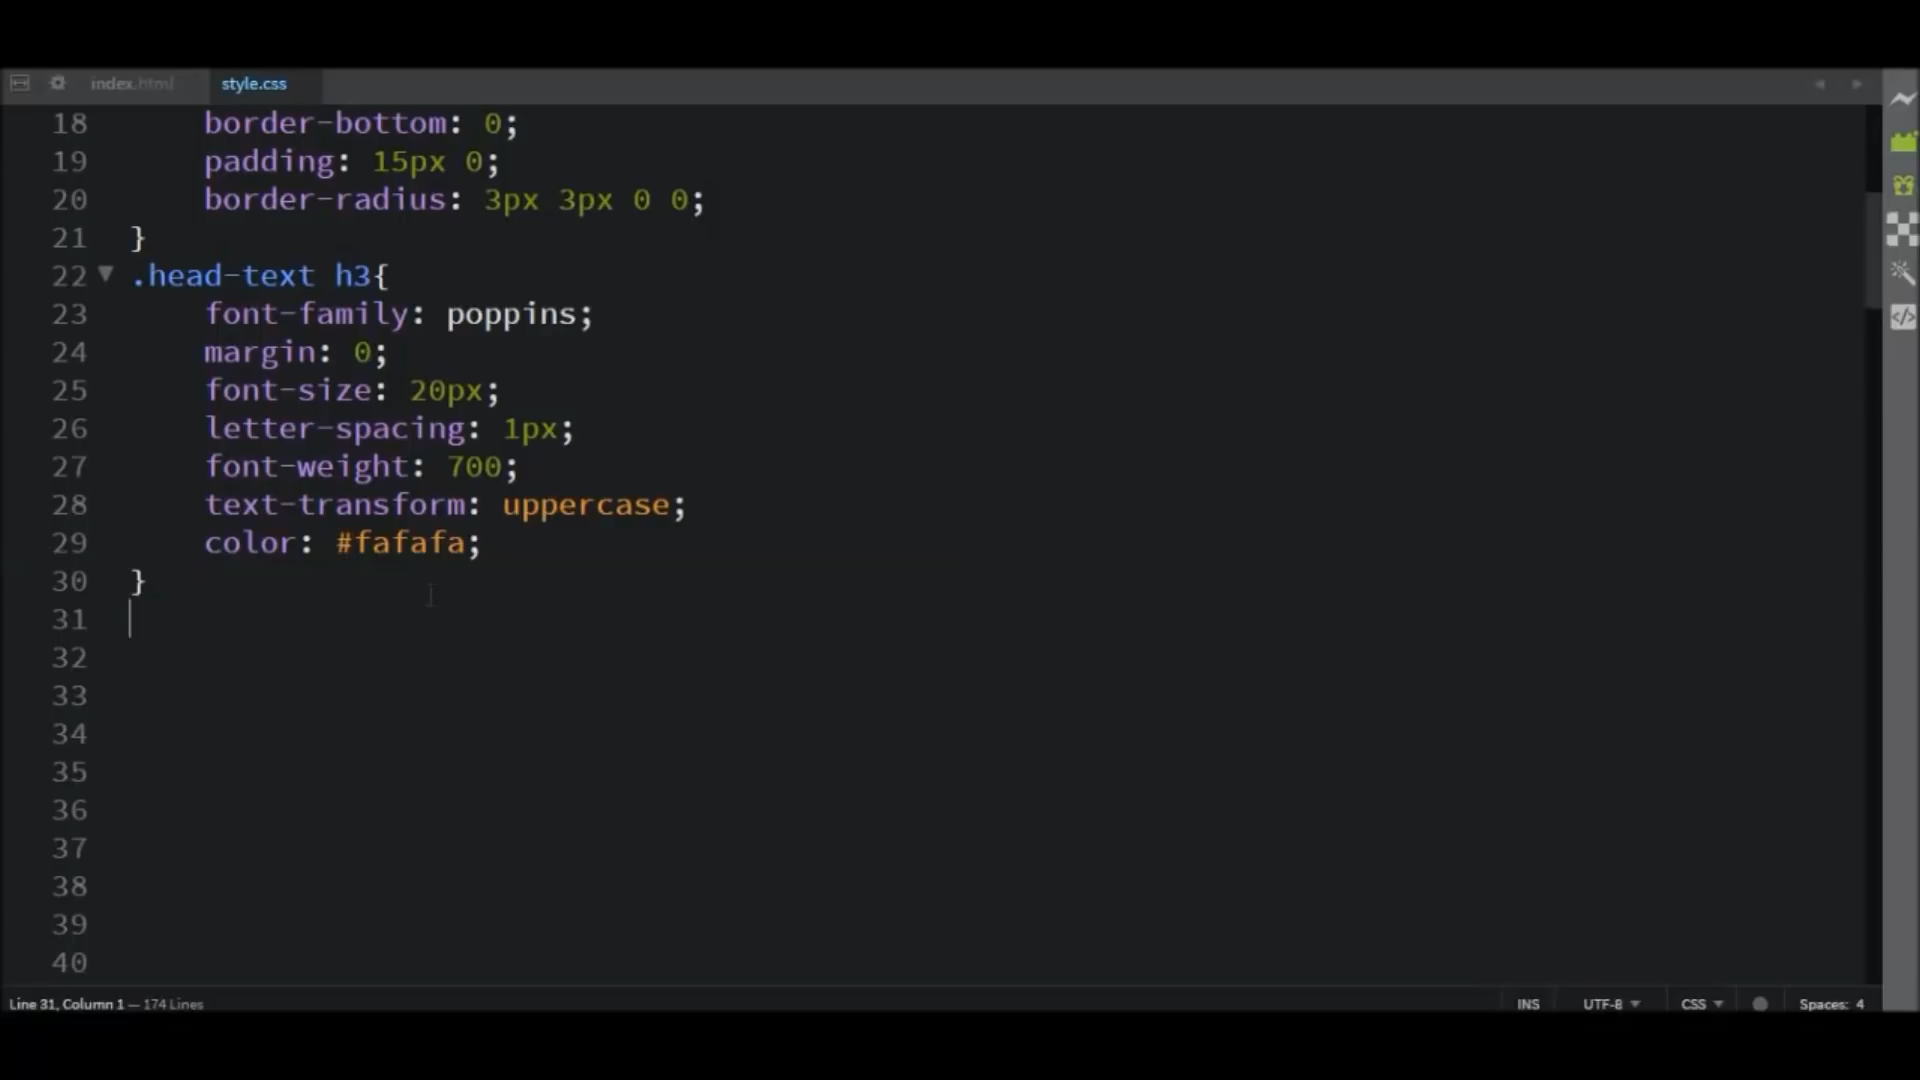 index.html
style.css
18 border-bottom: 0;
19 padding: 15px 0;
20 border-radius: 3px 3px 0 0;
21 }
22 .head-text h3{
23 font-family: poppins;
24 margin: 0;
25 font-size: 20px;
26 letter-spacing: 1px;
27 font-weight: 700;
28 text-transform: uppercase;
29 color: #fafafa;
30 }
31
32
33
34
35
36
37
38
39
40
Line 31, Column 1 — 174 Lines
INS
UTF-8
CSS
Spaces: 4